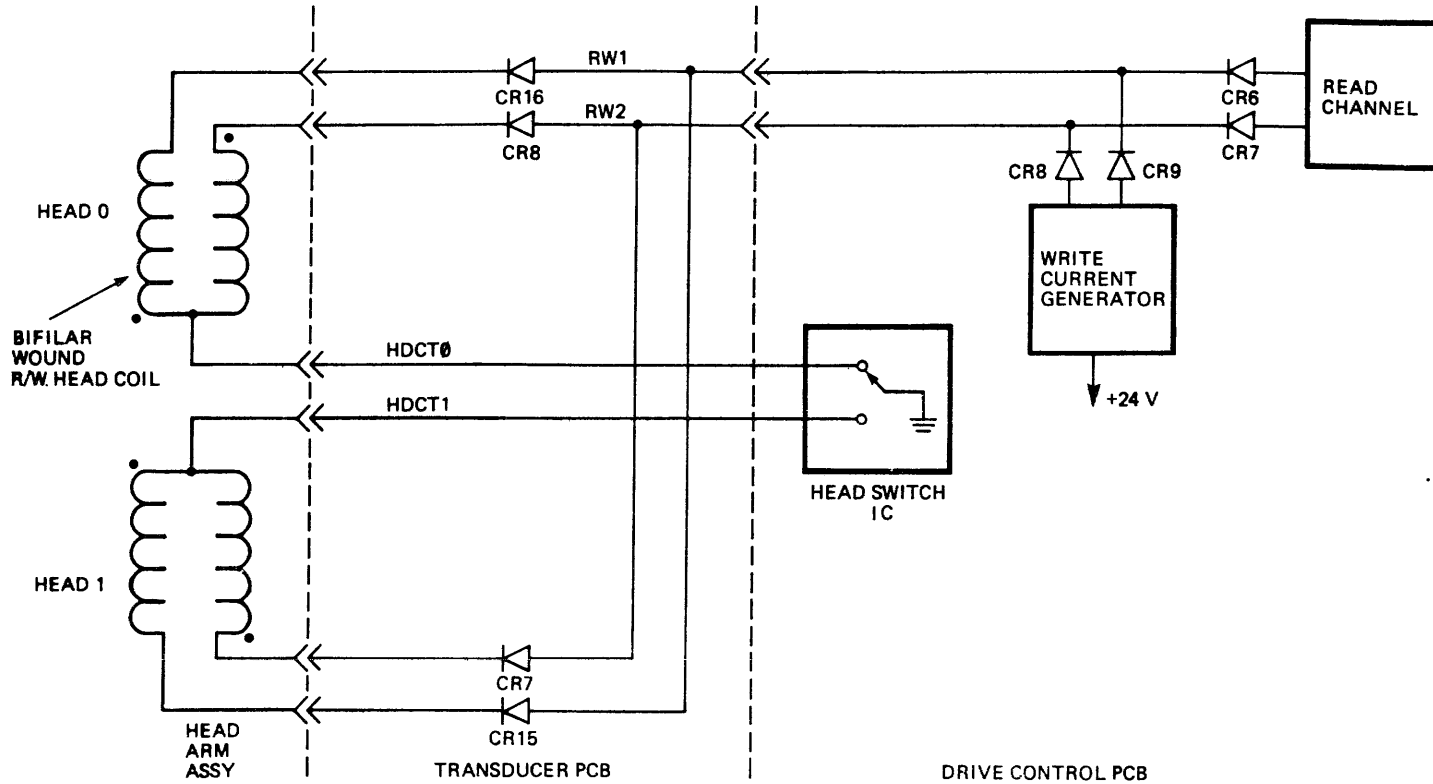 RW1
CR16
RW2
CR8
CR6
CR7
READ
CHANNEL
CR8
CR9
HEAD 0
WRITE
CURRENT
GENERATOR
BIFILAR
WOUND
R/W. HEAD COIL
HDCT0
HDCT1
+24 V
HEAD SWITCH
IC
HEAD 1
CR7
CR15
HEAD
ARM
ASSY
TRANSDUCER PCB
DRIVE CONTROL PCB